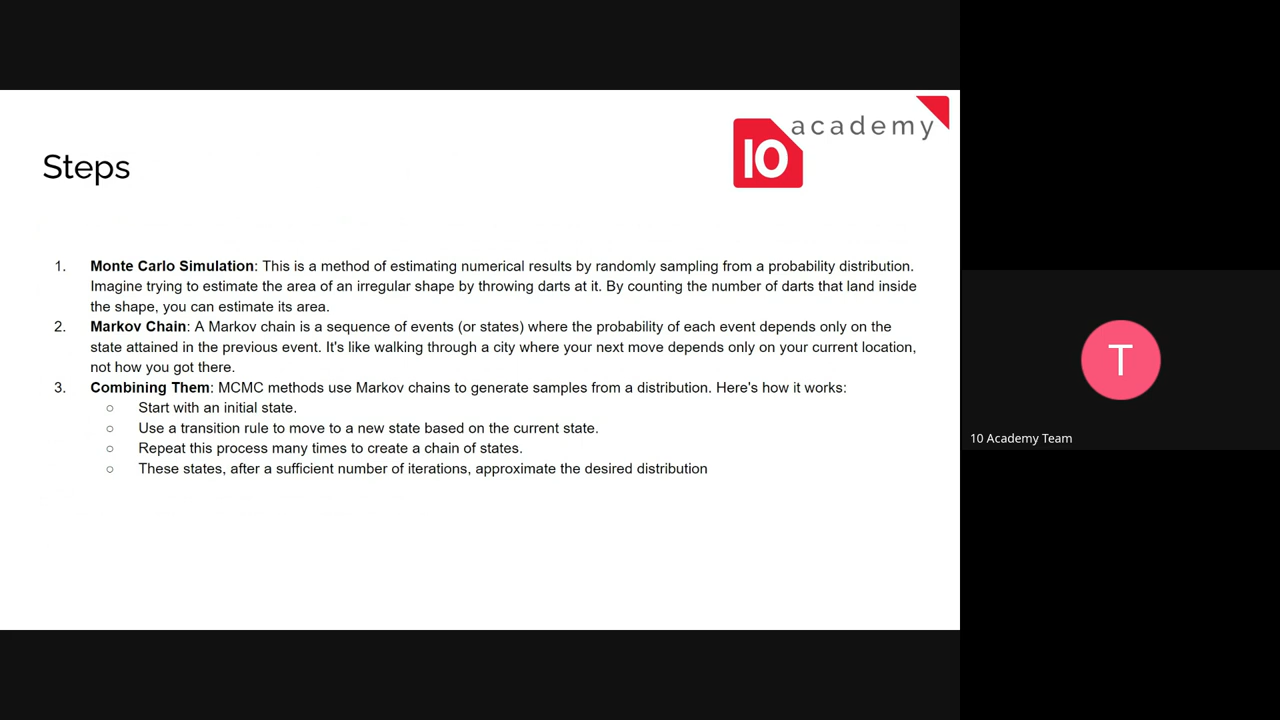 academy
10
Steps
1. Monte Carlo Simulation: This is a method of estimating numerical results by randomly sampling from a probability distribution.
Imagine trying to estimate the area of an irregular shape by throwing darts at it. By counting the number of darts that land inside
the shape, you can estimate its area.
2. Markov Chain: A Markov chain is a sequence of events (or states) where the probability of each event depends only on the
state attained in the previous event. It's like walking through a city where your next move depends only on your current location,
not how you got there.
3. Combining Them: MCMC methods use Markov chains to generate samples from a distribution. Here's how it works:
○ Start with an initial state.
○ Use a transition rule to move to a new state based on the current state.
○ Repeat this process many times to create a chain of states.
○ These states, after a sufficient number of iterations, approximate the desired distribution
T
10 Academy Team